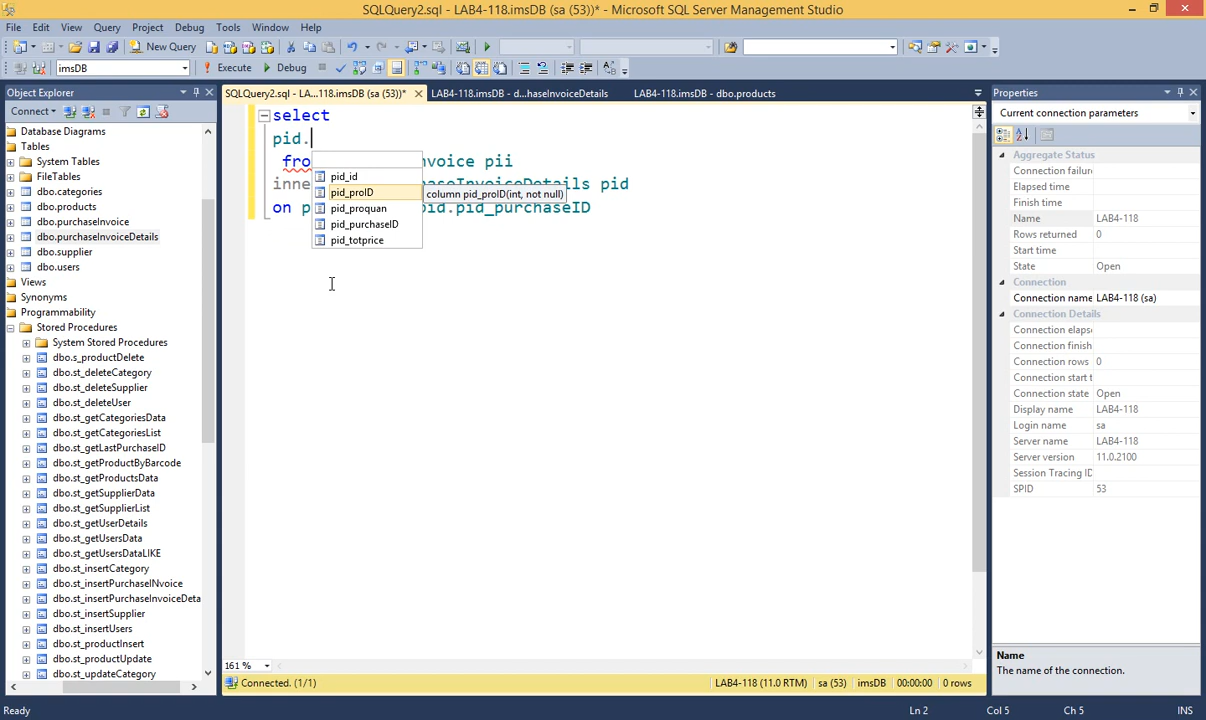 SQLQuery2.sql - LAB4-118.imsDB (sa (53))* - Microsoft SQL Server Management Studio
File Edit View Query Project Debug Tools Window Help
New Query
imsDB Execute Debug
Object Explorer
Connect
Database Diagrams
Tables
System Tables
FileTables
dbo.categories
dbo.products
dbo.purchaseInvoice
dbo.purchaseInvoiceDetails
dbo.supplier
dbo.users
Views
Synonyms
Programmability
Stored Procedures
System Stored Procedures
dbo.s_productDelete
dbo.st_deleteCategory
dbo.st_deleteSupplier
dbo.st_deleteUser
dbo.st_getCategoriesData
dbo.st_getCategoriesList
dbo.st_getLastPurchaseID
dbo.st_getProductByBarcode
dbo.st_getProductsData
dbo.st_getSupplierData
dbo.st_getSupplierList
dbo.st_getUserDetails
dbo.st_getUsersData
dbo.st_getUsersDataLIKE
dbo.st_insertCategory
dbo.st_insertPurchaseINvoice
dbo.st_insertPurchaseInvoiceDeta
dbo.st_insertSupplier
dbo.st_insertUsers
dbo.st_productInsert
dbo.st_productUpdate
dbo.st_updateCategory
SQLQuery2.sql - LA...118.imsDB (sa (53))* LAB4-118.imsDB - d...haseInvoiceDetails LAB4-118.imsDB - dbo.products
select
pid.
fro nvoice pii
inne haseInvoiceDetails pid
on p pid.pid_purchaseID
pid_id
pid_proID
pid_proquan
pid_purchaseID
pid_totprice
column pid_proID(int, not null)
161 %
Connected. (1/1) LAB4-118 (11.0 RTM) sa (53) imsDB 00:00:00 0 rows
Properties
Current connection parameters
Aggregate Status
Connection failure
Elapsed time
Finish time
Name LAB4-118
Rows returned 0
Start time
State Open
Connection
Connection name LAB4-118 (sa)
Connection Details
Connection elaps
Connection finish
Connection rows 0
Connection start t
Connection state Open
Display name LAB4-118
Login name sa
Server name LAB4-118
Server version 11.0.2100
Session Tracing ID
SPID 53
Name
The name of the connection.
Ready Ln 2 Col 5 Ch 5 INS